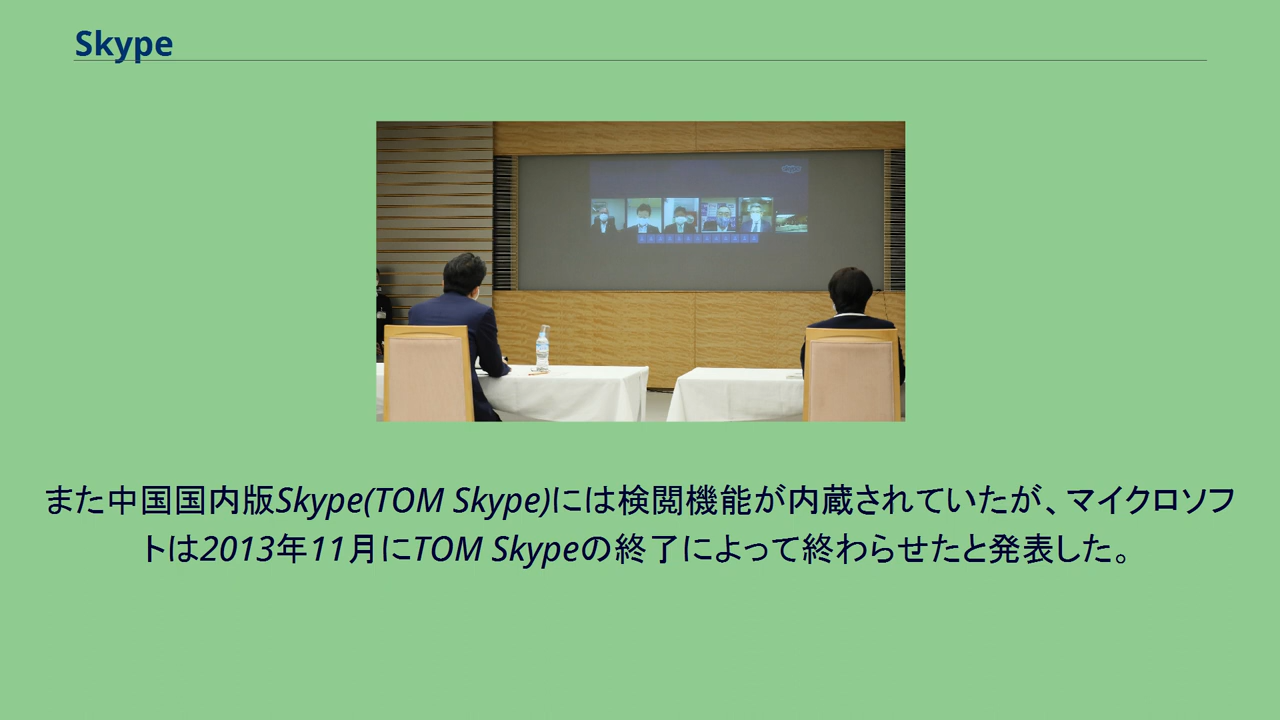 Skype
また中国国内版Skype(TOM Skype)には検閲機能が内蔵されていたが、マイクロソフ
トは2013年11月にTOM Skypeの終了によって終わらせたと発表した。